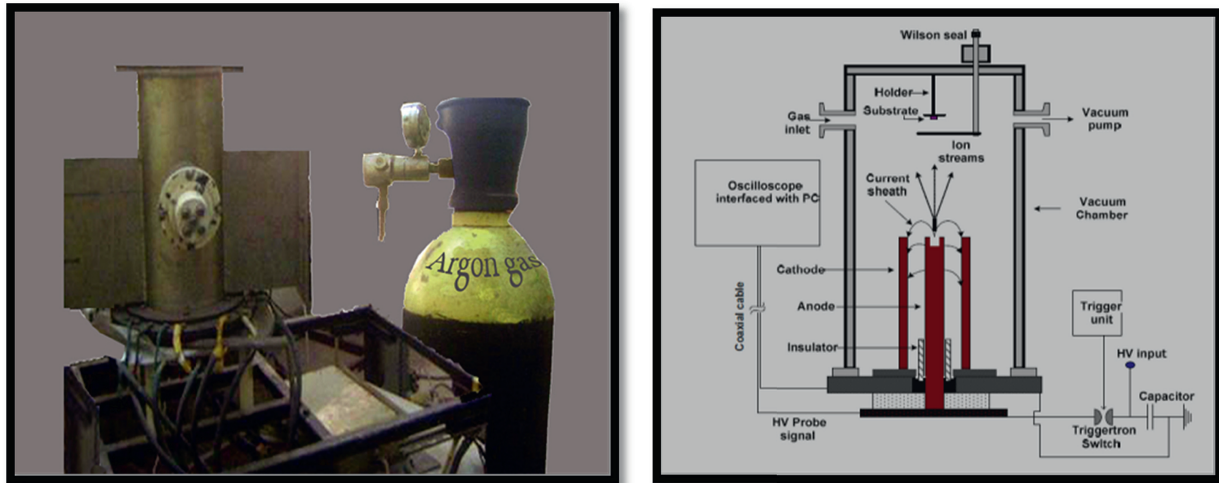 Argon gas
Wilson seal
Holder
Substrate
Gas
inlet
Vacuum
pump
Ion
streams
Current
sheath
Oscilloscope
interfaced with PC
Vacuum
Chamber
Cathode
Anode
Coaxial cable
Trigger
unit
Insulator
HV input
Capacitor
HV Probe
signal
Triggertron
Switch